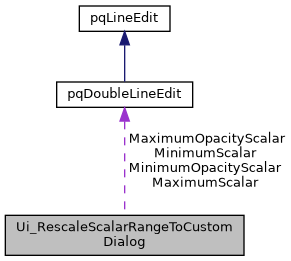 pqLineEdit
pqDoubleLineEdit
MaximumOpacityScalar
MinimumScalar
MinimumOpacityScalar
MaximumScalar
Ui_RescaleScalarRangeToCustom
Dialog